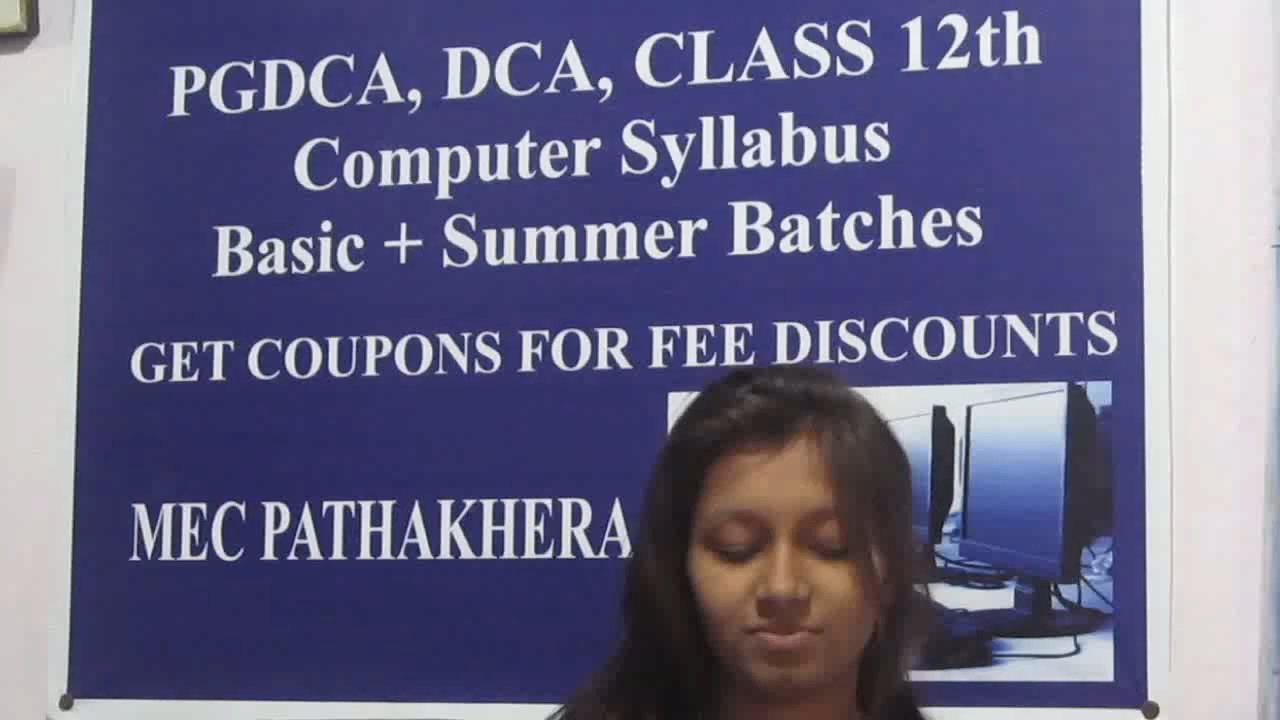 PGDCA, DCA, CLASS 12th
Computer Syllabus
Basic + Summer Batches
GET COUPONS FOR FEE DISCOUNTS
MEC PATHAKHERA